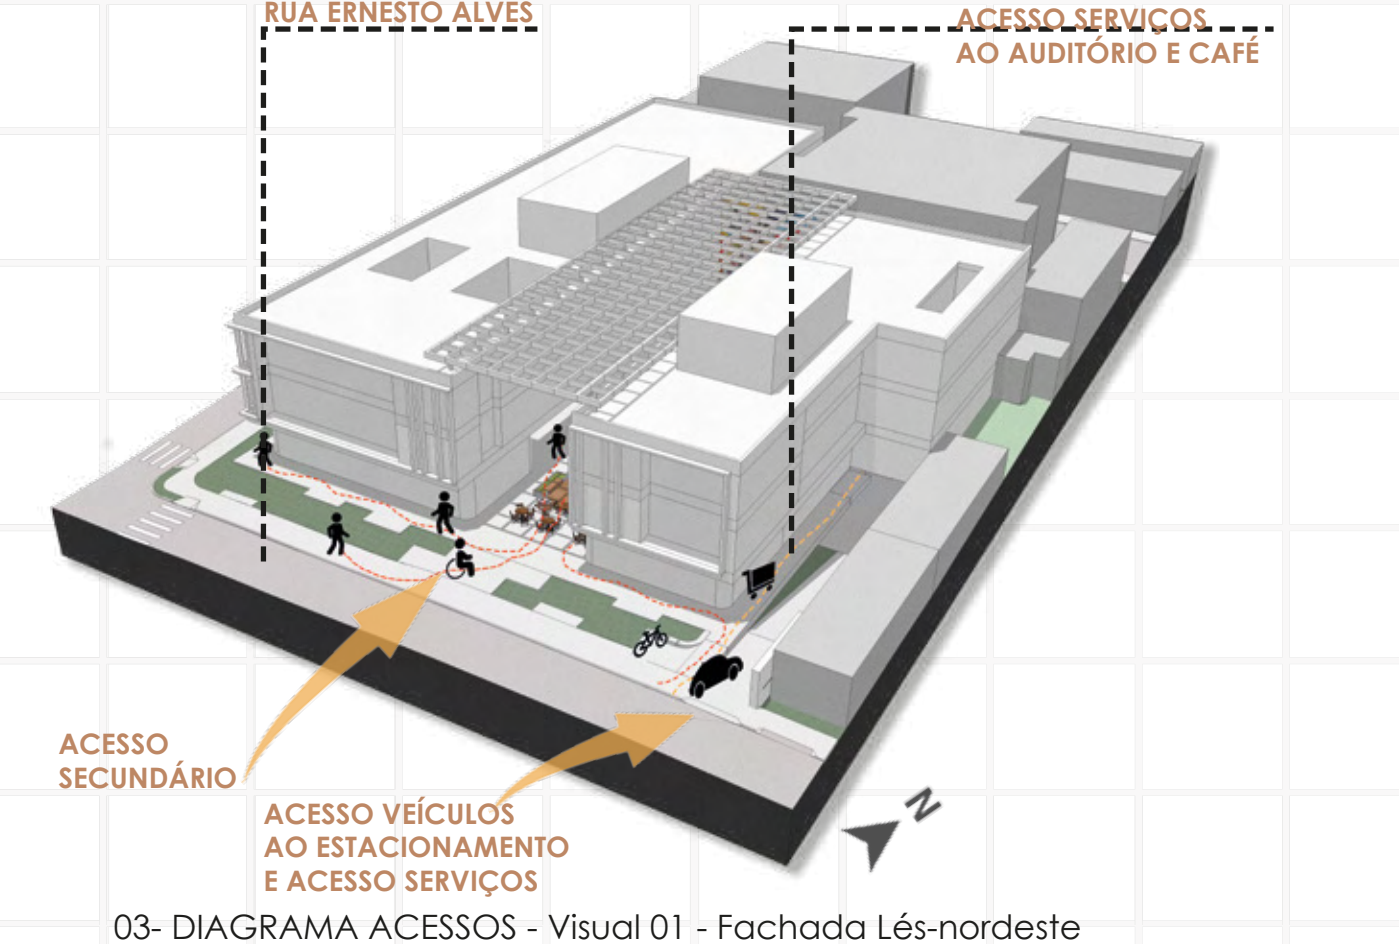 RUA ERNESTO ALVES
ACESSO SERVIÇOS
AO AUDITÓRIO E CAFÉ
ACESSO
SECUNDÁRIO
ACESSO VEÍCULOS
AO ESTACIONAMENTO
E ACESSO SERVIÇOS
N
03- DIAGRAMA ACESSOS - Visual 01 - Fachada Lés-nordeste